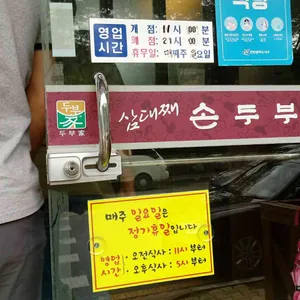 영업
시간
개 점 : 11시 00분
폐 점 : 21시 00분
휴무일 : 매째주 일요일
두부
두부家
삼대째 손두부
매주 일요일은
정기휴일입니다
영업
시간
· 오전식사 : 11시부터
· 오후식사 : 5시부터